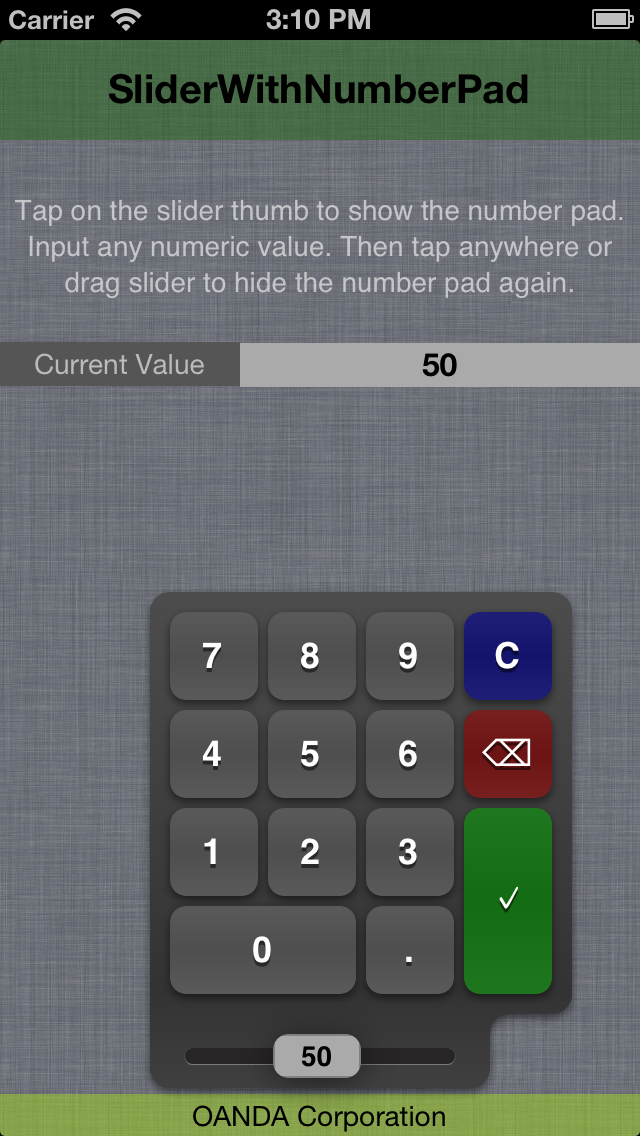 Carrier 3:10 PM
SliderWithNumberPad
Tap on the slider thumb to show the number pad.
Input any numeric value. Then tap anywhere or
drag slider to hide the number pad again.
Current Value 50
7 8 9 C
4 5 6 ⌫
1 2 3 ✓
0 .
50
OANDA Corporation